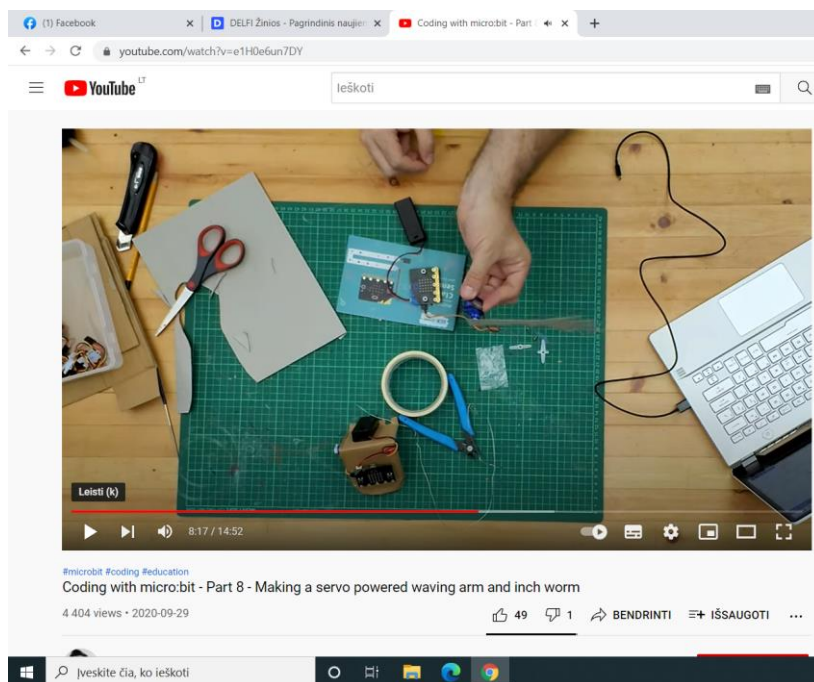 (1) Facebook
DELFI Žinios - Pagrindinis naujien
Coding with micro:bit - Part
youtube.com/watch?v=e1H0e6un7DY
YouTube LT
Ieškoti
Leisti (k)
8:17 / 14:52
#microbit #coding #education
Coding with micro:bit - Part 8 - Making a servo powered waving arm and inch worm
4 404 views • 2020-09-29
49 1 BENDRINTI IŠSAUGOTI
Įveskite čia, ko ieškoti